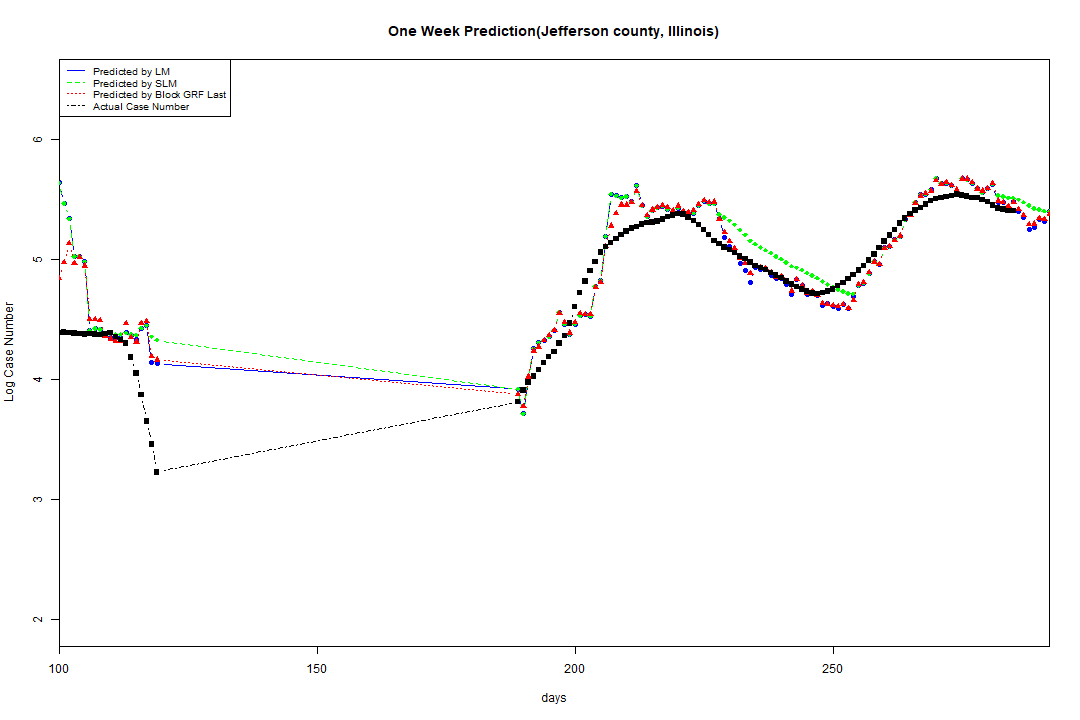 One Week Prediction(Jefferson county, Illinois)
Predicted by LM
Predicted by SLM
Predicted by Block GRF Last
Actual Case Number
6
5
4
3
2
Log Case Number
100
150
200
250
days